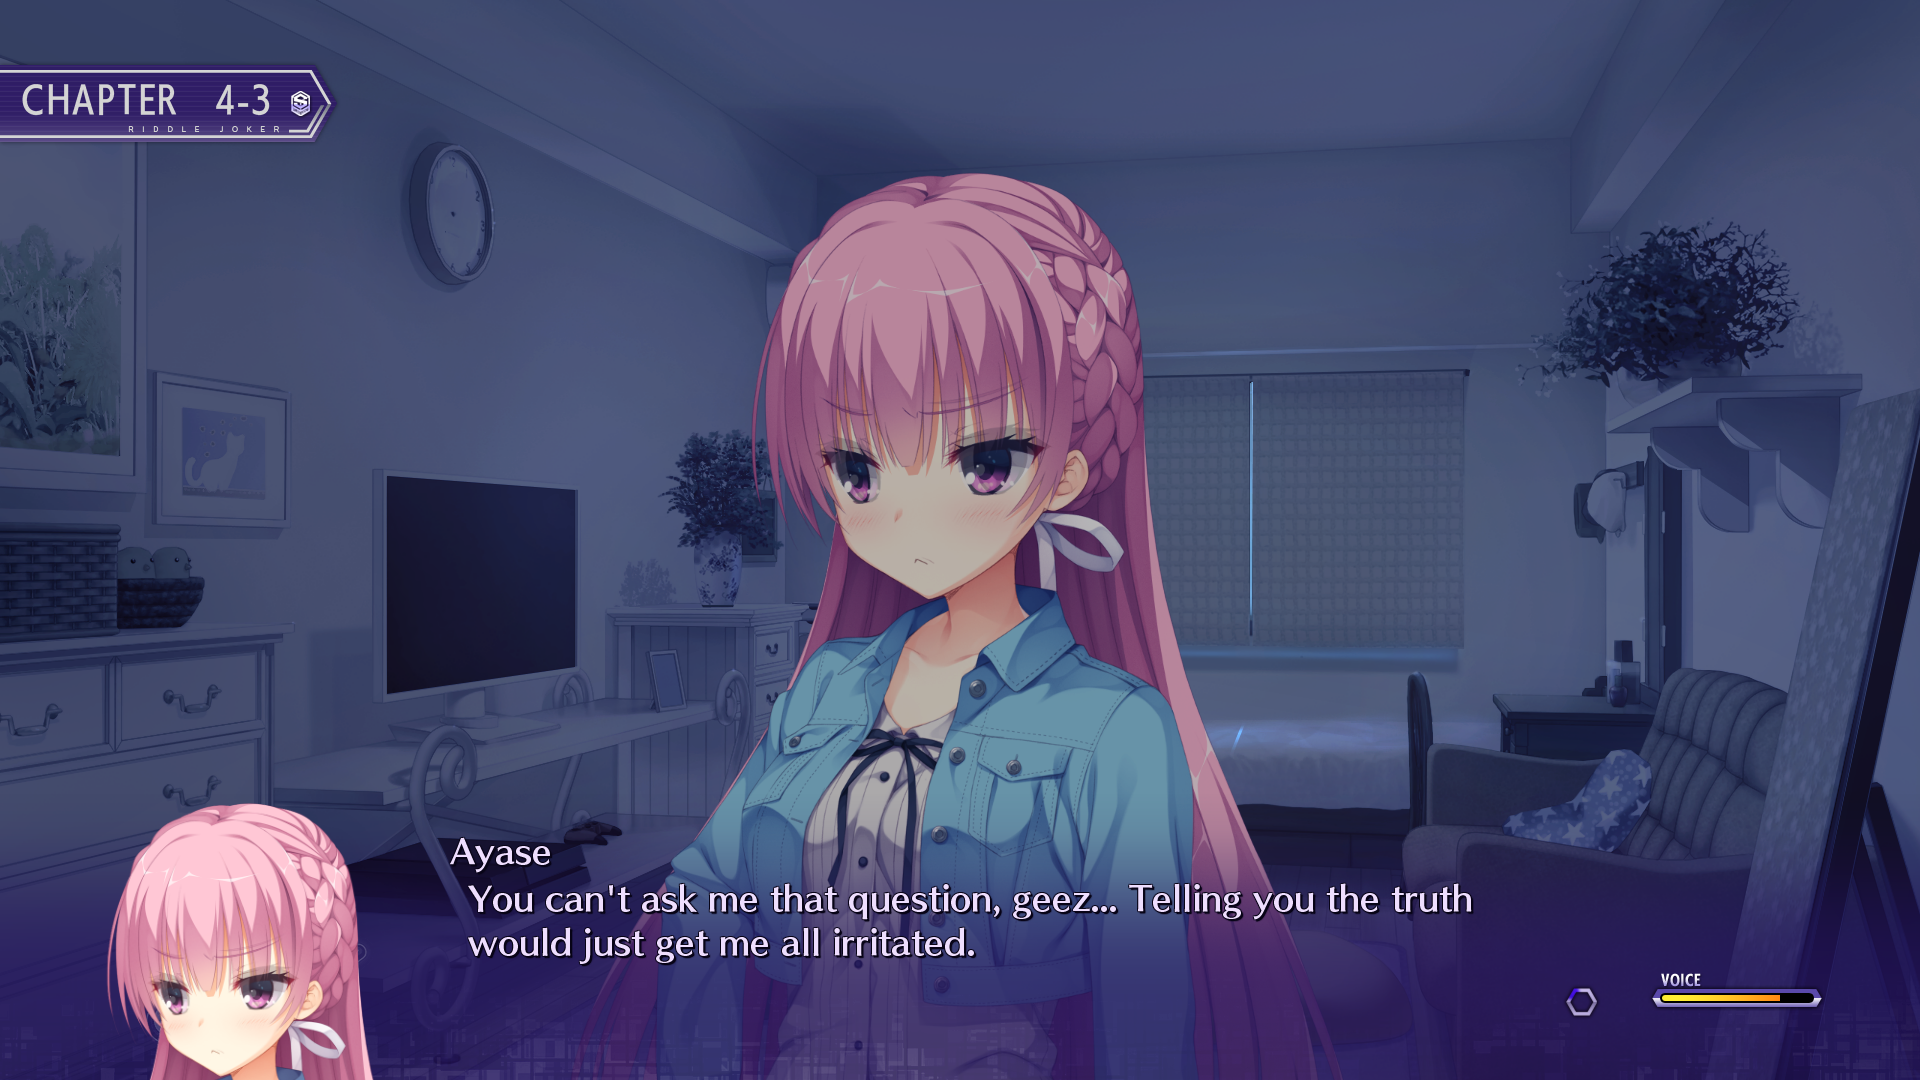 CHAPTER 4-3
RIDDLE JOKER
Ayase
You can't ask me that question, geez... Telling you the truth
would just get me all irritated.
VOICE